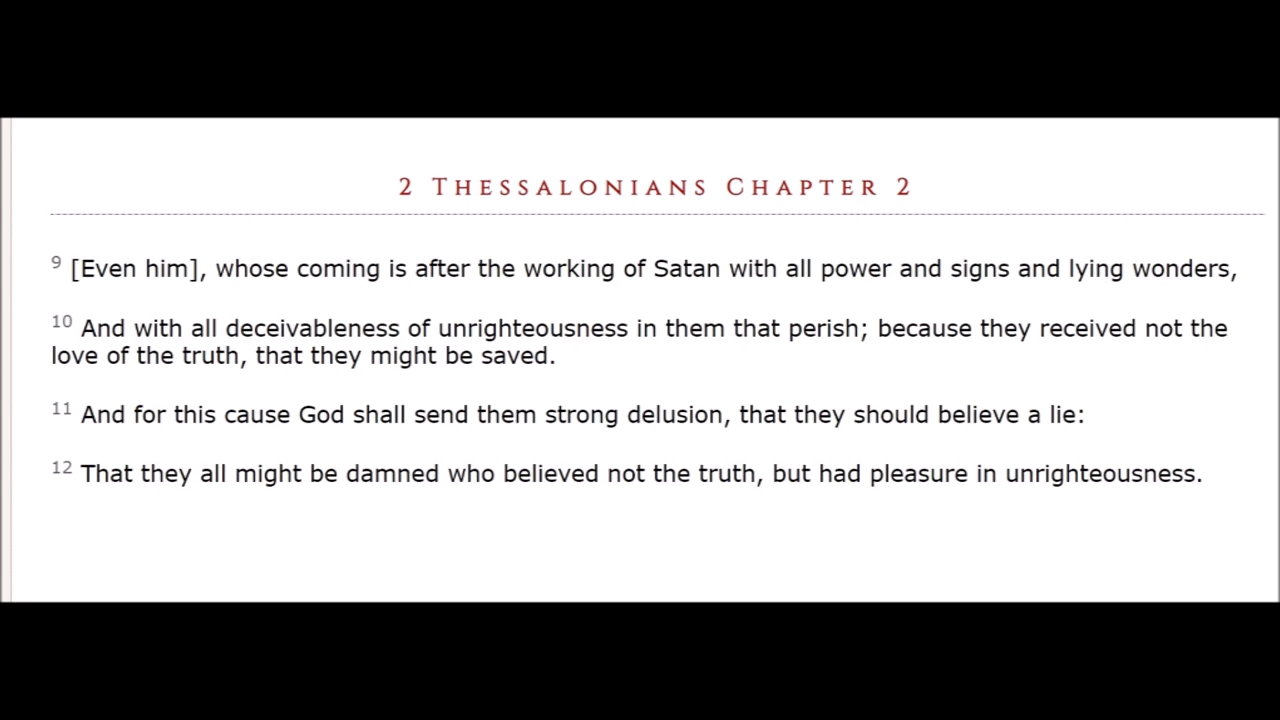 2 Thessalonians Chapter 2
9 [Even him], whose coming is after the working of Satan with all power and signs and lying wonders,
10 And with all deceivableness of unrighteousness in them that perish; because they received not the
love of the truth, that they might be saved.
11 And for this cause God shall send them strong delusion, that they should believe a lie:
12 That they all might be damned who believed not the truth, but had pleasure in unrighteousness.